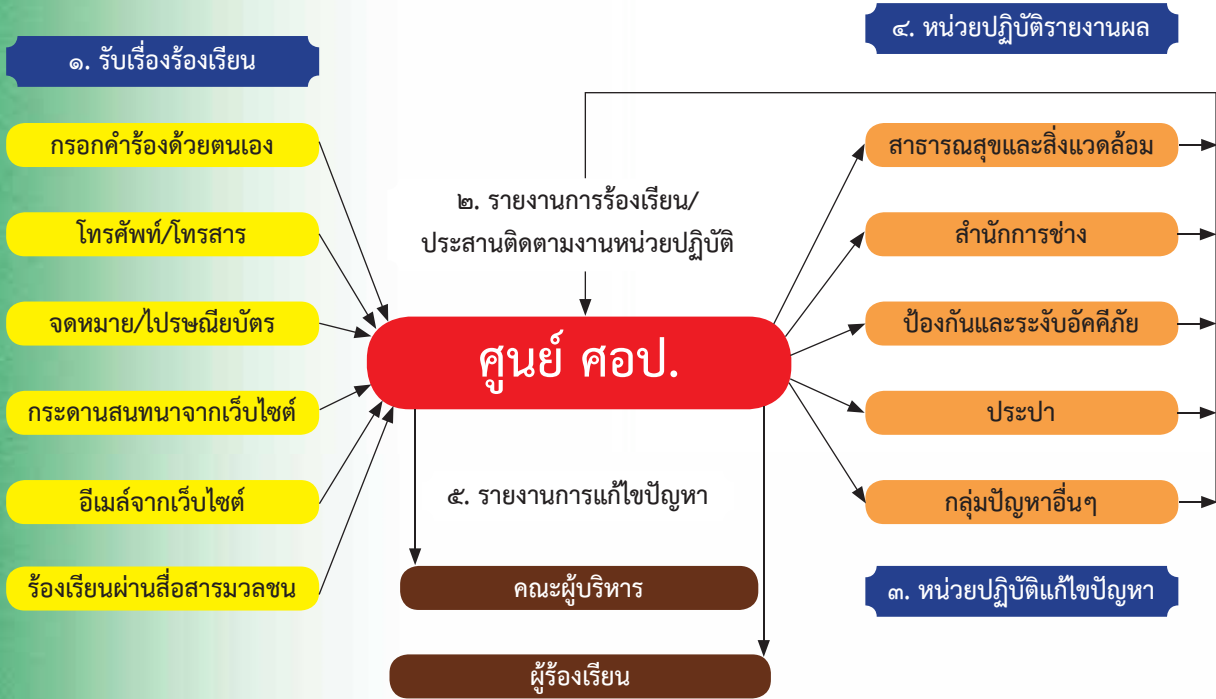 ๑. รับเรื่องร้องเรียน
กรอกคำร้องด้วยตนเอง
โทรศัพท์/โทรสาร
จดหมาย/ไปรษณียบัตร
กระดานสนทนาจากเว็บไซต์
อีเมล์จากเว็บไซต์
ร้องเรียนผ่านสื่อสารมวลชน
๒. รายงานการร้องเรียน/
ประสานติดตามงานหน่วยปฏิบัติ
ศูนย์ ศอป.
๕. รายงานการแก้ไขปัญหา
คณะผู้บริหาร
ผู้ร้องเรียน
๔. หน่วยปฏิบัติรายงานผล
สาธารณสุขและสิ่งแวดล้อม
สำนักการช่าง
ป้องกันและระงับอัคคีภัย
ประปา
กลุ่มปัญหาอื่นๆ
๓. หน่วยปฏิบัติแก้ไขปัญหา